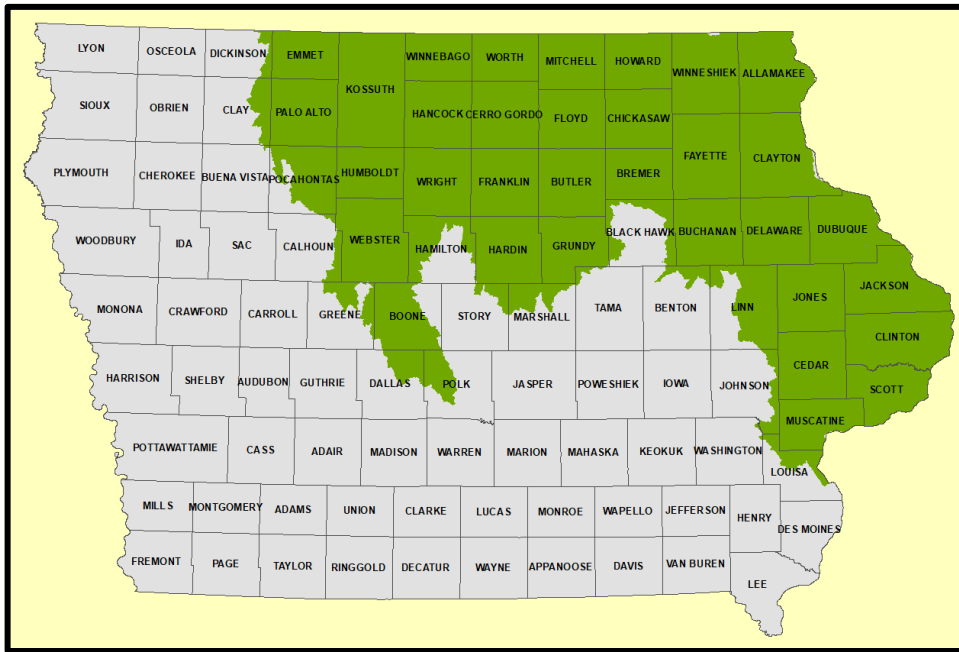 LYON
OSCEOLA
DICKINSON
EMMET
WINNEBAGO
WORTH
MITCHELL
HOWARD
WINNESHIEK
ALLAMAKEE
KOSSUTH
SIOUX
OBRIEN
CLAY
PALO ALTO
HANCOCK
CERRO GORDO
FLOYD
CHICKASAW
FAYETTE
CLAYTON
PLYMOUTH
CHEROKEE
BUENA VISTA
POCAHONTAS
HUMBOLDT
WRIGHT
FRANKLIN
BUTLER
BREMER
WOODBURY
IDA
SAC
CALHOUN
WEBSTER
HAMILTON
HARDIN
GRUNDY
BLACK HAWK
BUCHANAN
DELAWARE
DUBUQUE
MONONA
CRAWFORD
CARROLL
GREENE
BOONE
STORY
MARSHALL
TAMA
BENTON
LINN
JONES
JACKSON
CLINTON
HARRISON
SHELBY
AUDUBON
GUTHRIE
DALLAS
POLK
JASPER
POWESHIEK
IOWA
JOHNSON
CEDAR
SCOTT
MUSCATINE
POTTAWATTAMIE
CASS
ADAIR
MADISON
WARREN
MARION
MAHASKA
KEOKUK
WASHINGTON
LOUISA
MILLS
MONTGOMERY
ADAMS
UNION
CLARKE
LUCAS
MONROE
WAPELLO
JEFFERSON
HENRY
DES MOINES
FREMONT
PAGE
TAYLOR
RINGGOLD
DECATUR
WAYNE
APPANOOSE
DAVIS
VAN BUREN
LEE